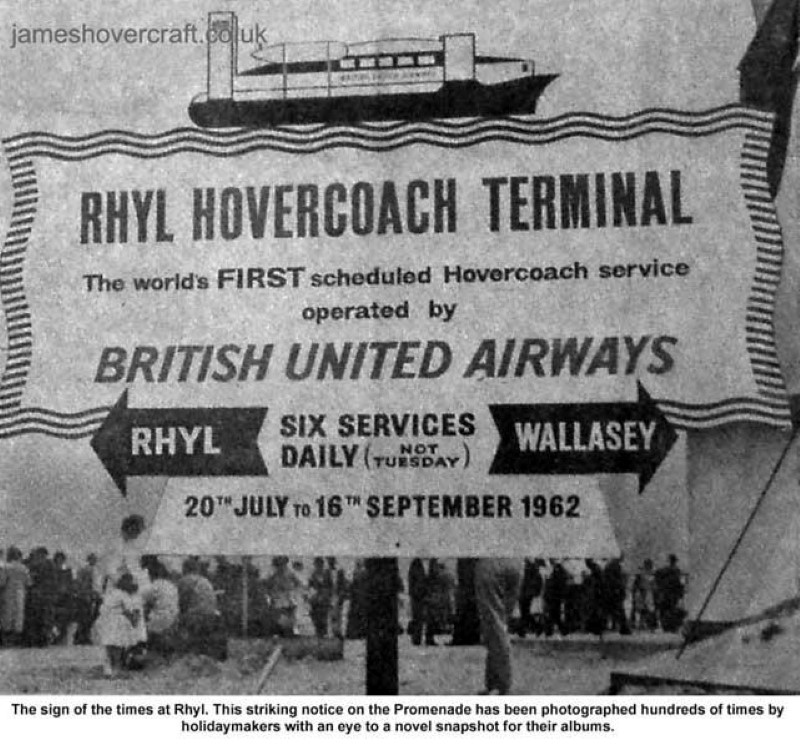 jameshovercraft.co.uk
RHYL HOVERCOACH TERMINAL
The world's FIRST scheduled Hovercoach service
operated by
BRITISH UNITED AIRWAYS
RHYL
SIX SERVICES
DAILY (NOT TUESDAY)
WALLASEY
20TH JULY TO 16TH SEPTEMBER 1962
The sign of the times at Rhyl. This striking notice on the Promenade has been photographed hundreds of times by
holidaymakers with an eye to a novel snapshot for their albums.